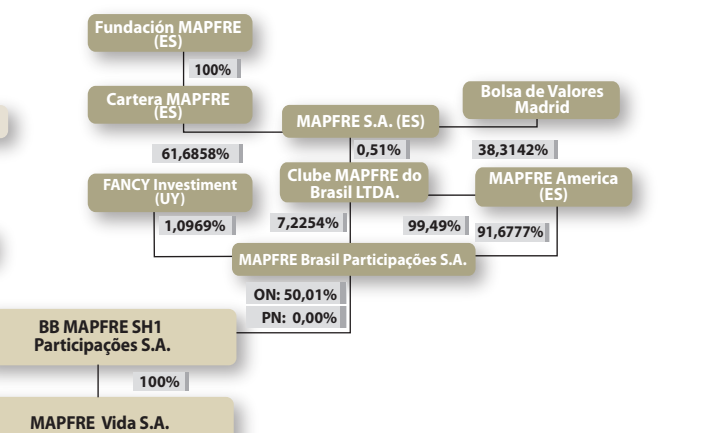 Fundación MAPFRE
(ES)
100%
Cartera MAPFRE
(ES)
Bolsa de Valores
Madrid
MAPFRE S.A. (ES)
61,6858%
0,51%
38,3142%
FANCY Investiment
(UY)
Clube MAPFRE do
Brasil LTDA.
MAPFRE America
(ES)
1,0969%
7,2254%
99,49%
91,6777%
MAPFRE Brasil Participações S.A.
ON: 50,01%
PN: 0,00%
BB MAPFRE SH1
Participações S.A.
100%
MAPFRE Vida S.A.